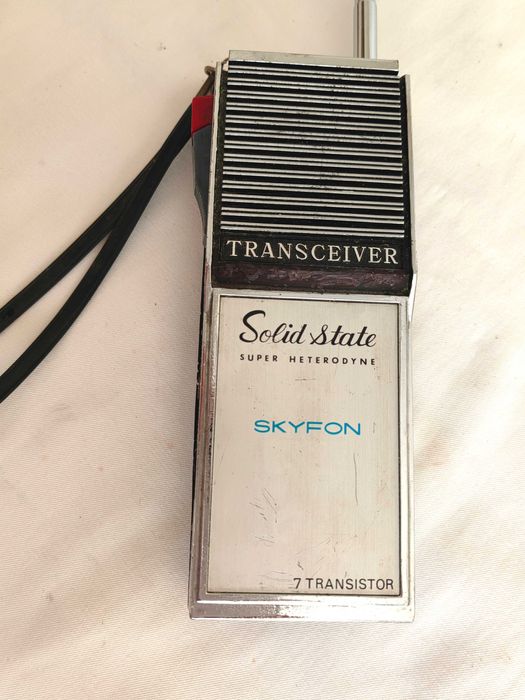 TRANSCEIVER
Solid State
SUPER HETERODYNE
SKYFON
7 TRANSISTOR